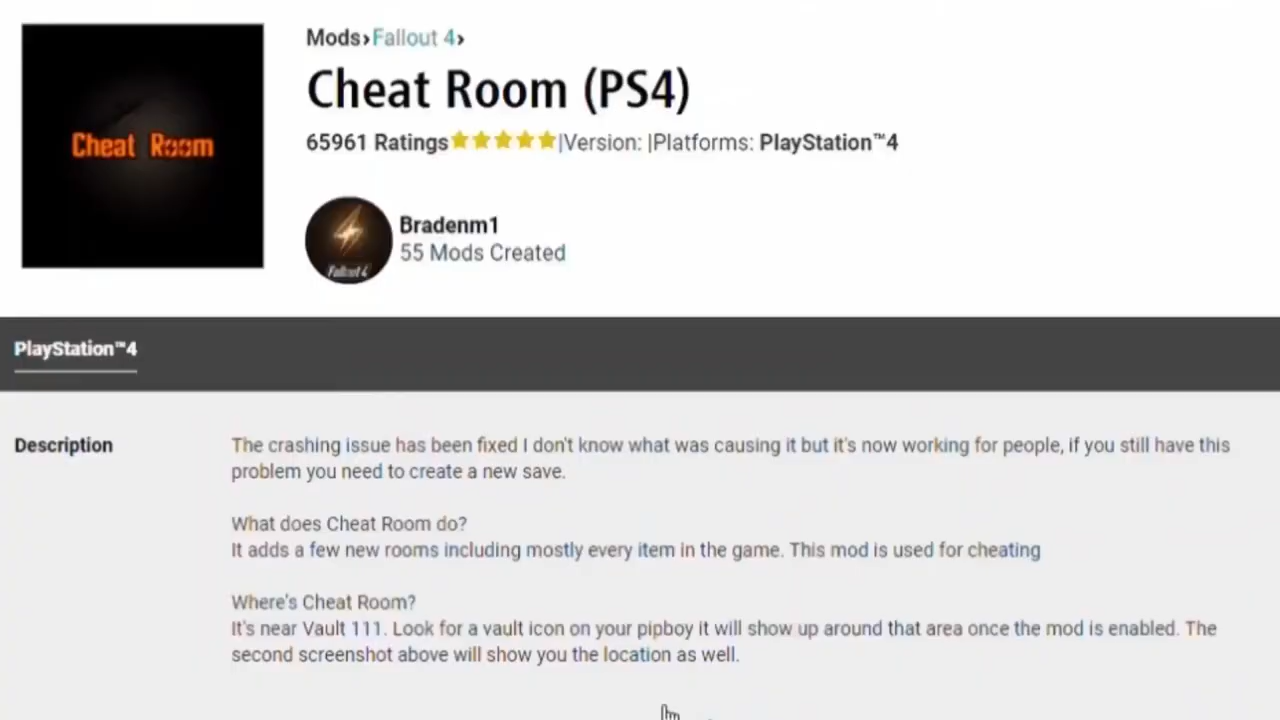 Cheat Room
Mods›Fallout 4›
Cheat Room (PS4)
65961 Ratings★★★★★|Version: |Platforms: PlayStation™4
Bradenm1
55 Mods Created
Fallout 4
PlayStation™4
Description
The crashing issue has been fixed I don't know what was causing it but it's now working for people, if you still have this
problem you need to create a new save.
What does Cheat Room do?
It adds a few new rooms including mostly every item in the game. This mod is used for cheating
Where's Cheat Room?
It's near Vault 111. Look for a vault icon on your pipboy it will show up around that area once the mod is enabled. The
second screenshot above will show you the location as well.